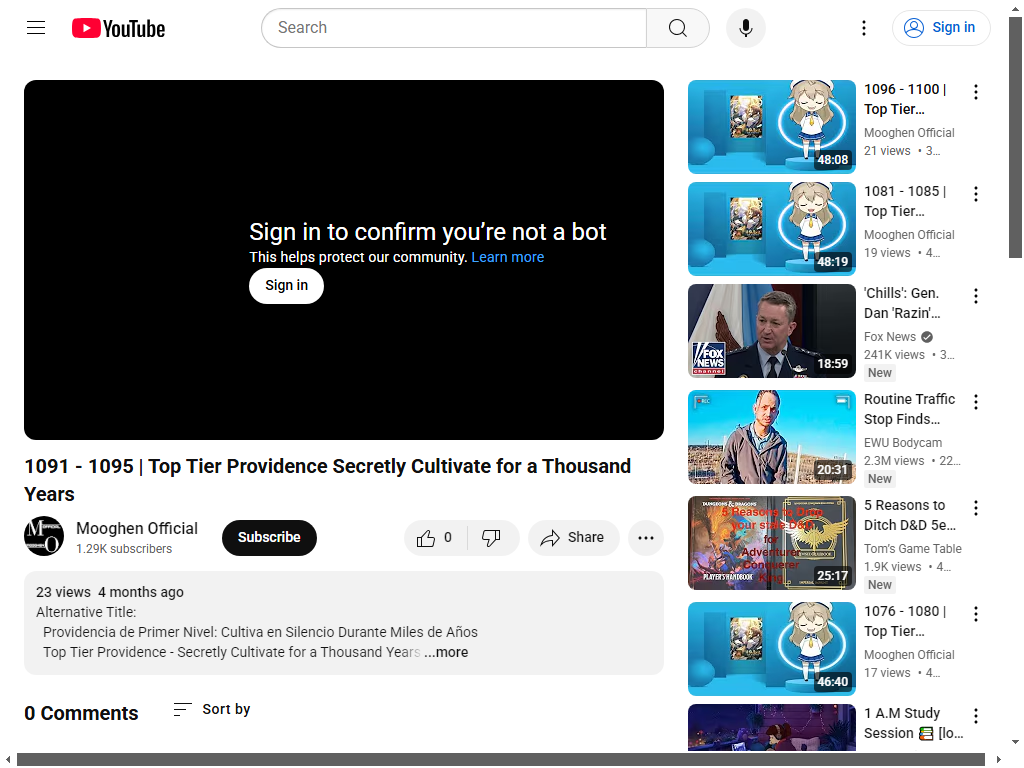 YouTube
Search
Sign in
Sign in to confirm you’re not a bot
This helps protect our community. Learn more
Sign in
1091 - 1095 | Top Tier Providence Secretly Cultivate for a Thousand
Years
Mooghen Official
1.29K subscribers
Subscribe
0
Share
23 views 4 months ago
Alternative Title:
Providencia de Primer Nivel: Cultiva en Silencio Durante Miles de Años
Top Tier Providence - Secretly Cultivate for a Thousand Years ...more
0 Comments
Sort by
48:08
1096 - 1100 |
Top Tier...
Mooghen Official
21 views • 3...
48:19
1081 - 1085 |
Top Tier...
Mooghen Official
19 views • 4...
FOX
NEWS
channel
18:59
'Chills': Gen.
Dan 'Razin'...
Fox News
241K views • 3...
New
REC
20:31
Routine Traffic
Stop Finds...
EWU Bodycam
2.3M views • 22...
New
DUNGEONS & DRAGONS
5 Reasons to Drop
your stale D&D
for
Adventurer
Conquerer
King
PLAYER'S HANDBOOK
25:17
5 Reasons to
Ditch D&D 5e...
Tom's Game Table
1.9K views • 4...
New
46:40
1076 - 1080 |
Top Tier...
Mooghen Official
17 views • 4...
1 A.M Study
Session 📚 [lo...